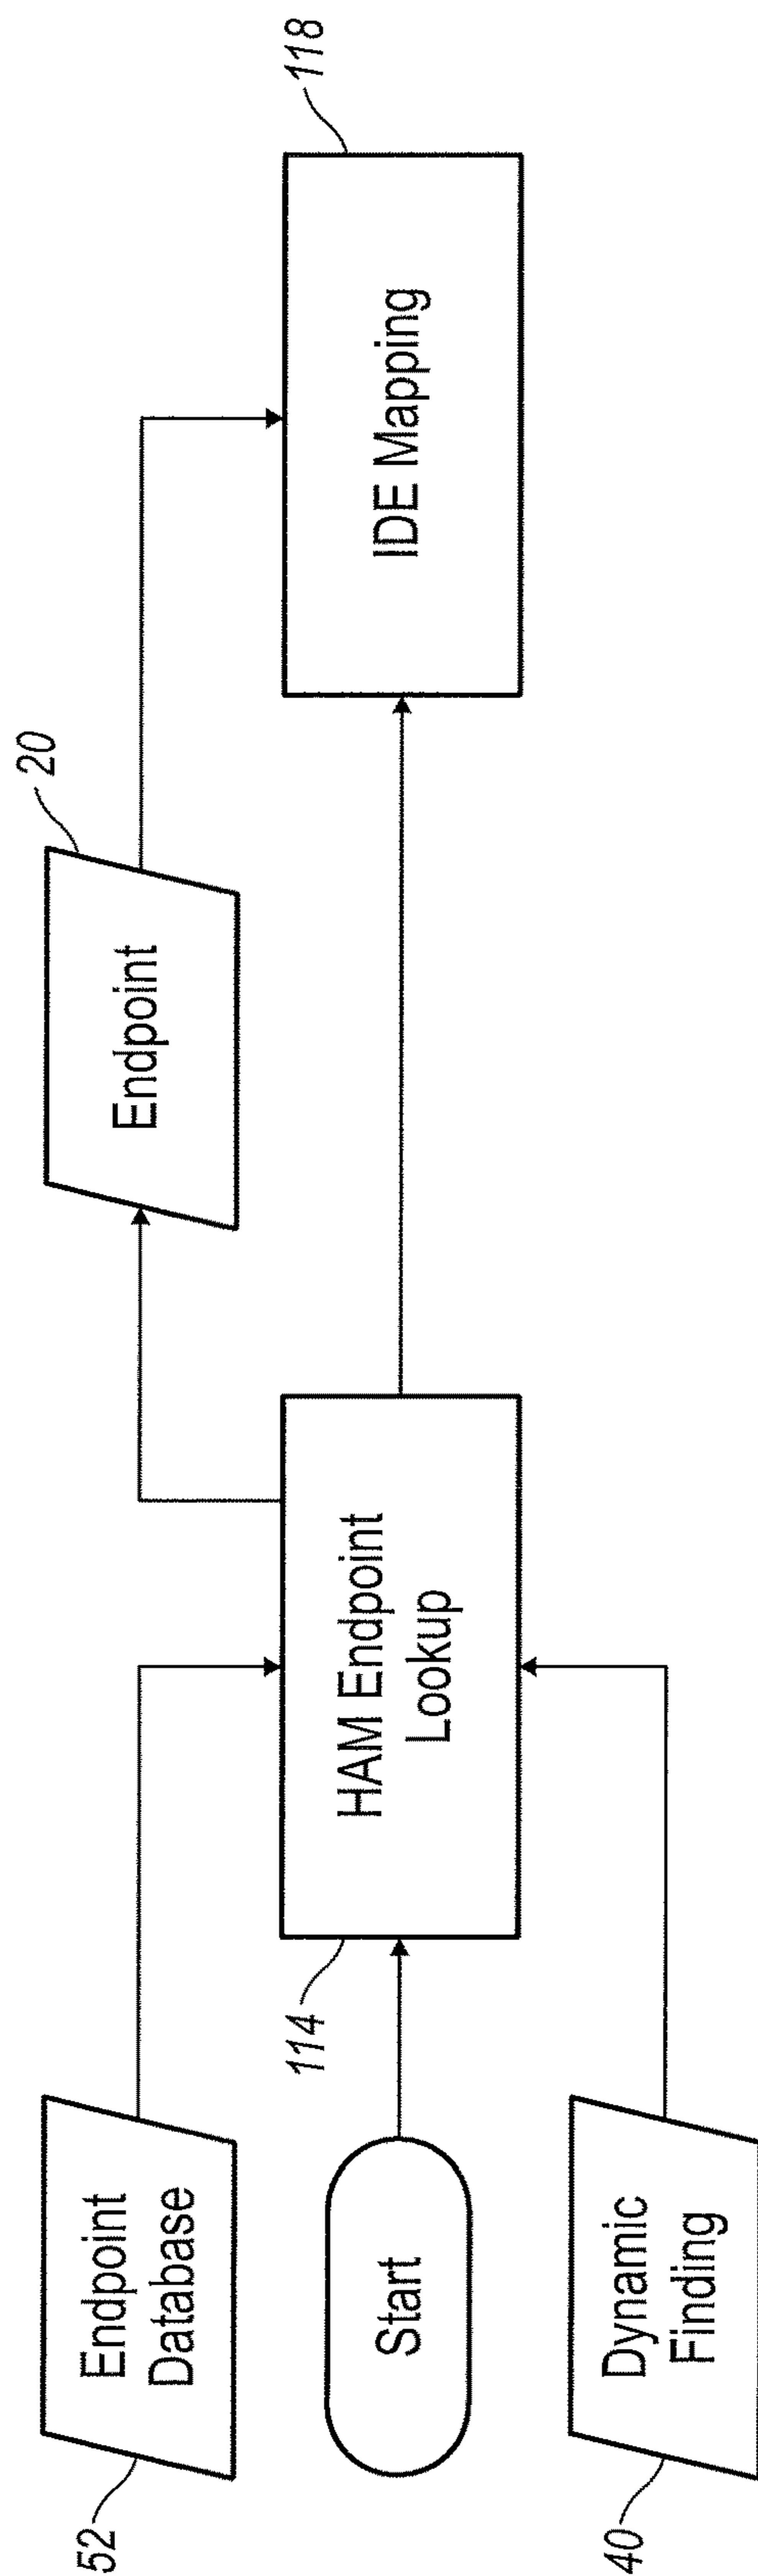 52
Endpoint
Database
Start
40
Dynamic
Finding
114
HAM Endpoint
Lookup
20
Endpoint
118
IDE Mapping